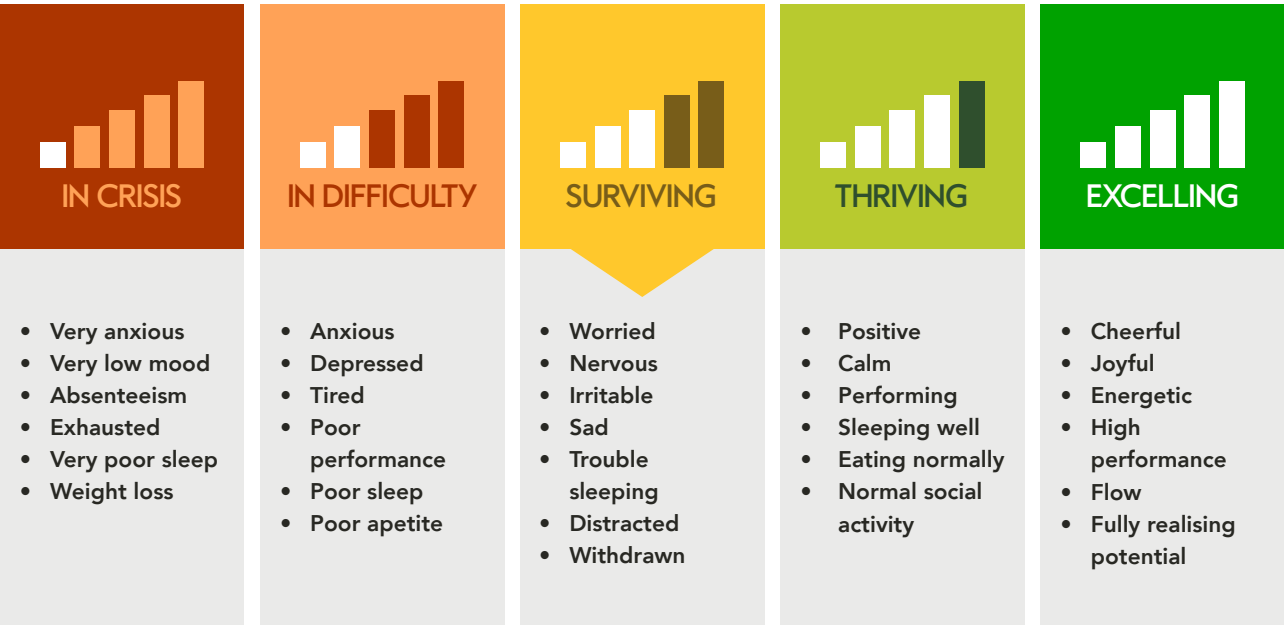 IN CRISIS
• Very anxious
• Very low mood
• Absenteeism
• Exhausted
• Very poor sleep
• Weight loss
IN DIFFICULTY
• Anxious
• Depressed
• Tired
• Poor
performance
• Poor sleep
• Poor apetite
SURVIVING
• Worried
• Nervous
• Irritable
• Sad
• Trouble
sleeping
• Distracted
• Withdrawn
THRIVING
• Positive
• Calm
• Performing
• Sleeping well
• Eating normally
• Normal social
activity
EXCELLING
• Cheerful
• Joyful
• Energetic
• High
performance
• Flow
• Fully realising
potential